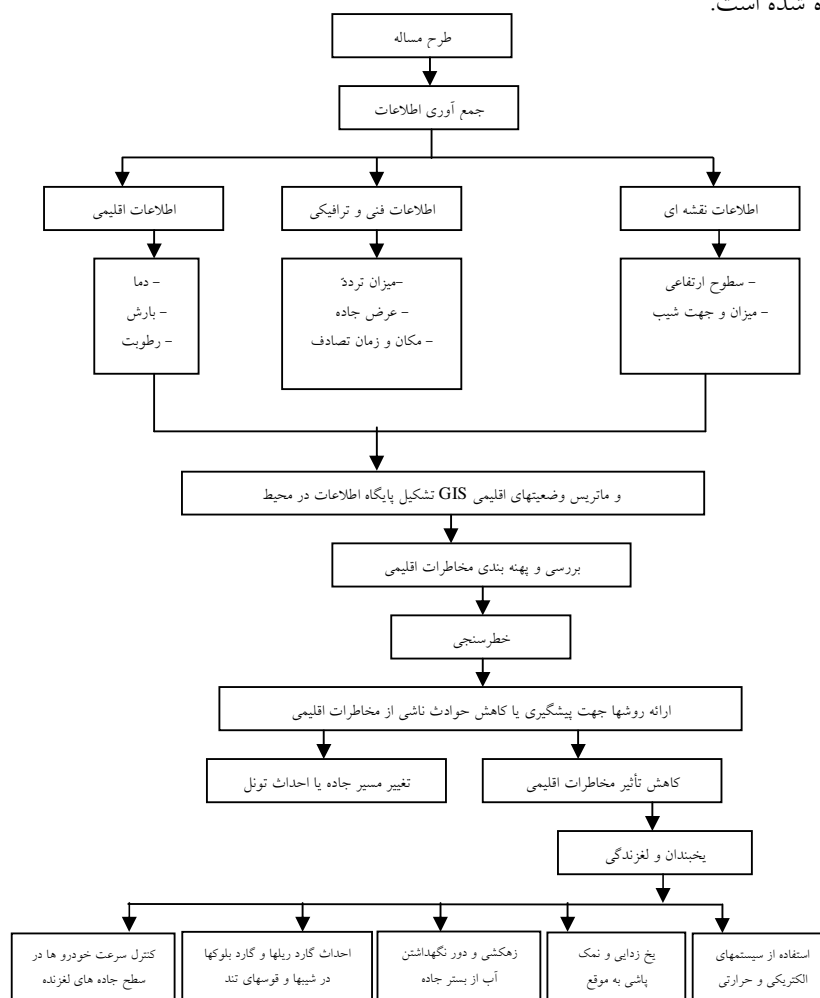 ه شده است.
طرح مساله
جمع آوری اطلاعات
اطلاعات نقشه ای
اطلاعات فنی و ترافیکی
اطلاعات اقلیمی
- سطوح ارتفاعی
- میزان و جهت شیب
-میزان تردد
- عرض جاده
- مکان و زمان تصادف
- دما
- بارش
- رطوبت
و ماتریس وضعیتهای اقلیمی GIS تشکیل پایگاه اطلاعات در محیط
بررسی و پهنه بندی مخاطرات اقلیمی
خطرسنجی
ارائه روشها جهت پیشگیری یا کاهش حوادث ناشی از مخاطرات اقلیمی
کاهش تأثیر مخاطرات اقلیمی
تغییر مسیر جاده یا احداث تونل
یخبندان و لغزندگی
استفاده از سیستمهای
الکتریکی و حرارتی
یخ زدایی و نمک
پاشی به موقع
زهکشی و دور نگهداشتن
آب از بستر جاده
احداث گارد ریلها و گارد بلوکها
در شیبها و قوسهای تند
کنترل سرعت خودرو ها در
سطح جاده های لغزنده